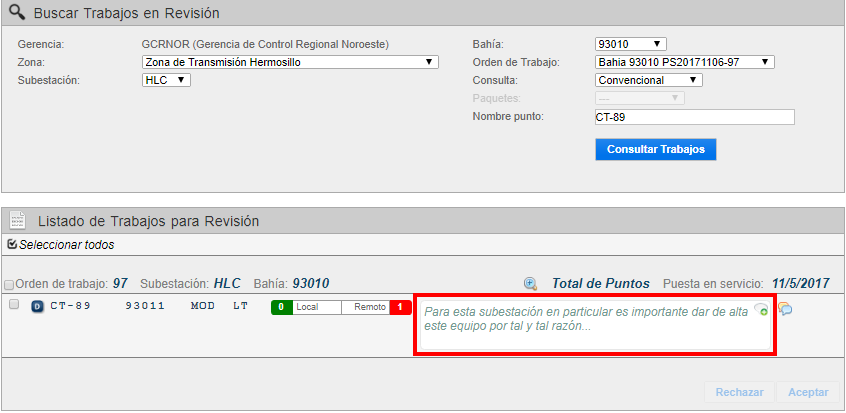 Buscar Trabajos en Revisión
Gerencia: GCRNOR (Gerencia de Control Regional Noroeste) Bahía: 93010
Zona: Zona de Transmisión Hermosillo Orden de Trabajo: Bahia 93010 PS20171106-97
Subestación: HLC Consulta: Convencional
Paquetes: ---
Nombre punto: CT-89
Consultar Trabajos
Listado de Trabajos para Revisión
Seleccionar todos
Orden de trabajo: 97 Subestación: HLC Bahía: 93010 Total de Puntos Puesta en servicio: 11/5/2017
D CT-89 93011 MOD LT 0 Local Remoto 1 Para esta subestación en particular es importante dar de alta
este equipo por tal y tal razón...
Rechazar Aceptar